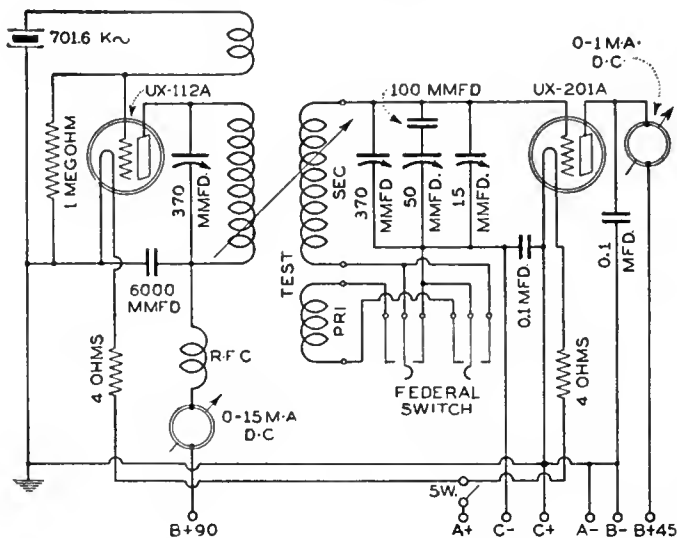 701.6 K~
0-1 M.A.
D.C.
UX-112A
100 MMFD
UX-201A
1 MEGOHM
370
MMFD.
SEC
370
MMFD
50
MMFD.
15
MMFD.
0.1
MFD.
6000
MMFD
TEST
0.1 MFD.
PRI
R.F.C
4 OHMS
FEDERAL
SWITCH
4 OHMS
0-15 M.A
D.C
SW.
B+90
A+
C-
C+
A-
B-
B+45